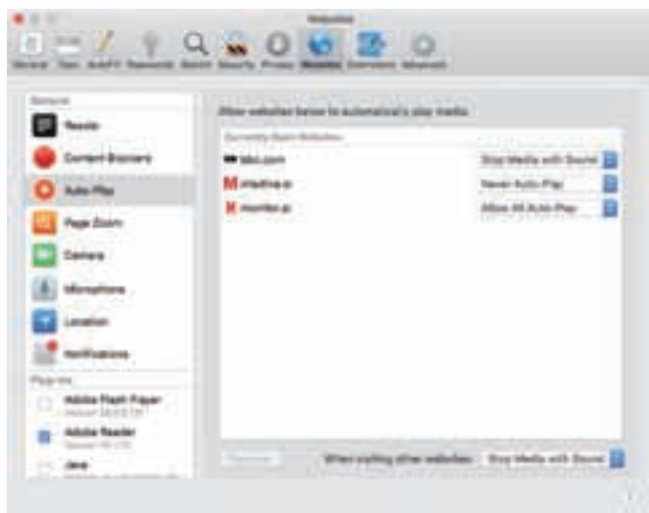 Websites
General Tabs AutoFill Passwords Search Security Privacy Websites Extensions Advanced
General
Reader
Content Blockers
Auto-Play
Page Zoom
Camera
Microphone
Location
Notifications
Plug-ins
Adobe Flash Player
Adobe Reader
Java
Allow websites below to automatically play media
Currently Open Websites
Stop Media with Sound
Never Auto-Play
Allow All Auto-Play
When visiting other websites: Stop Media with Sound